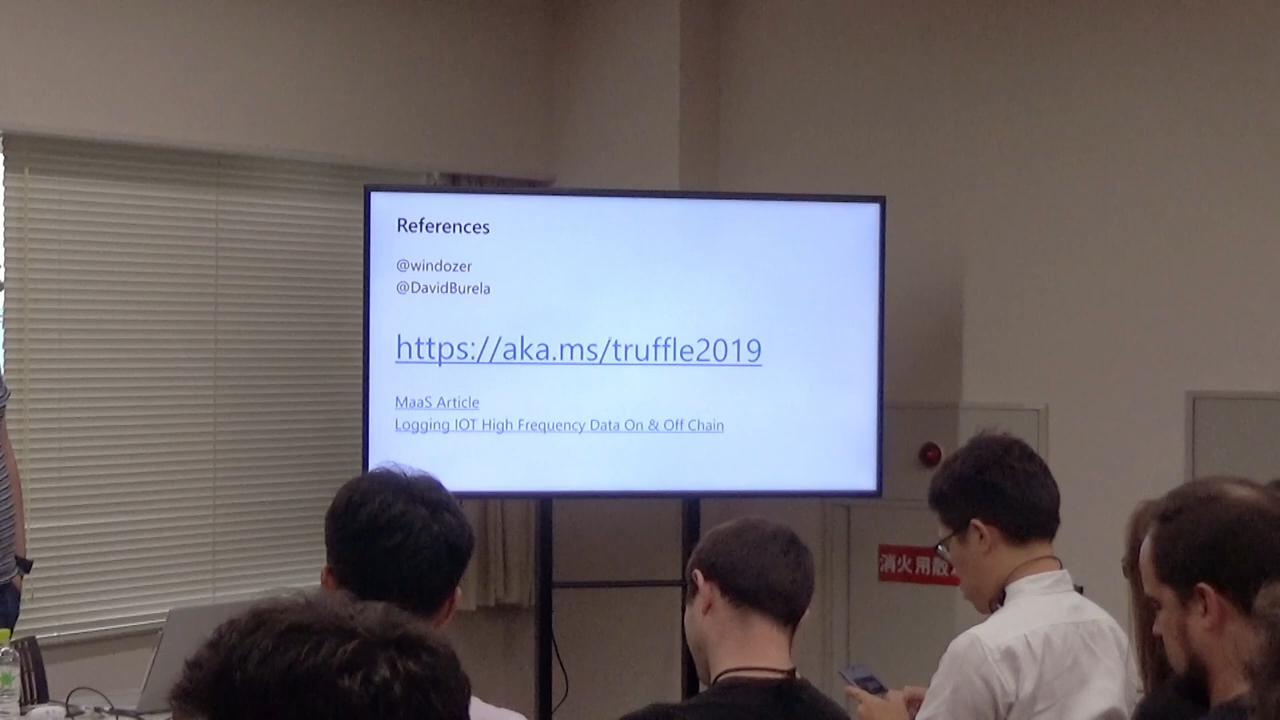 References
@windozer
@DavidBurela
https://aka.ms/truffle2019
MaaS Article
Logging IOT High Frequency Data On & Off Chain
消火用散